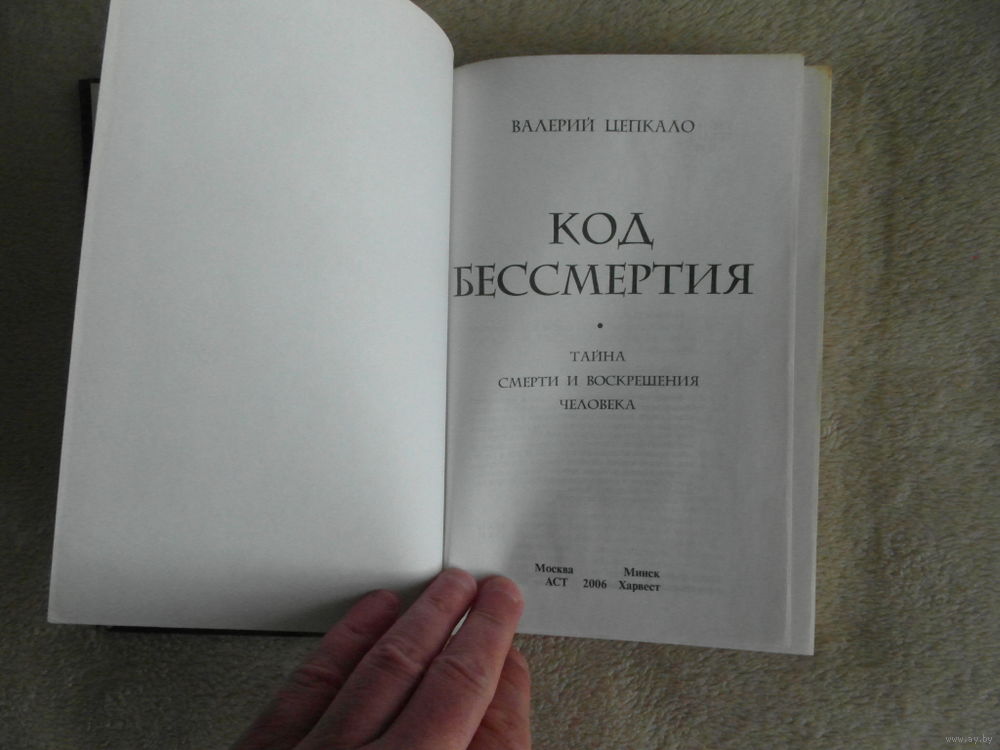 ВАЛЕРИЙ ЦЕПКАЛО
КОД
БЕССМЕРТИЯ
•
ТАЙНА
СМЕРТИ И ВОСКРЕШЕНИЯ
ЧЕЛОВЕКА
Москва Минск
АСТ 2006 Харвест
www.ay.by